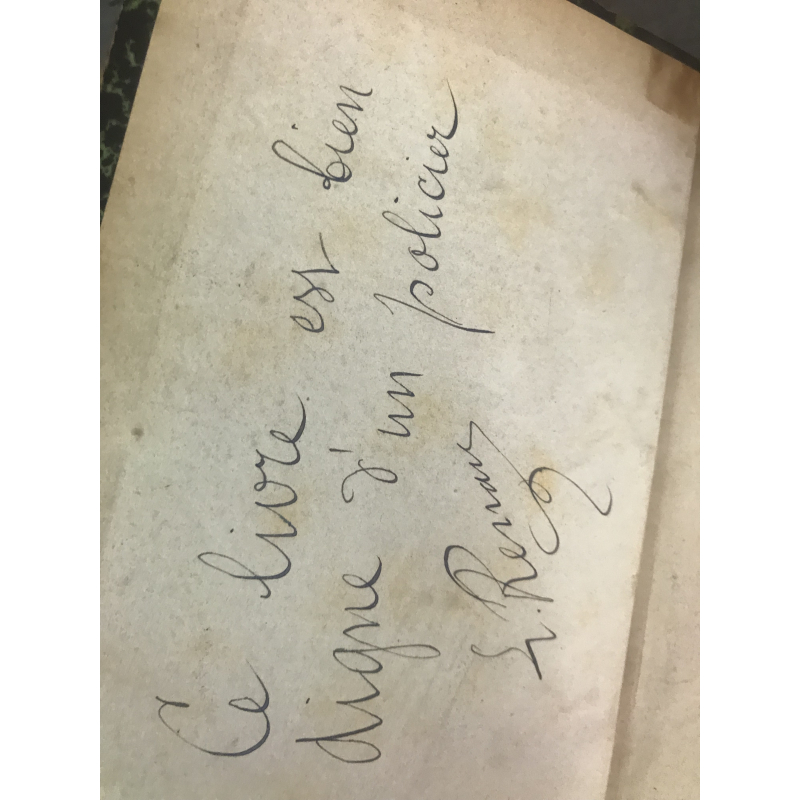 Ce livre est bien
digne d'un policier